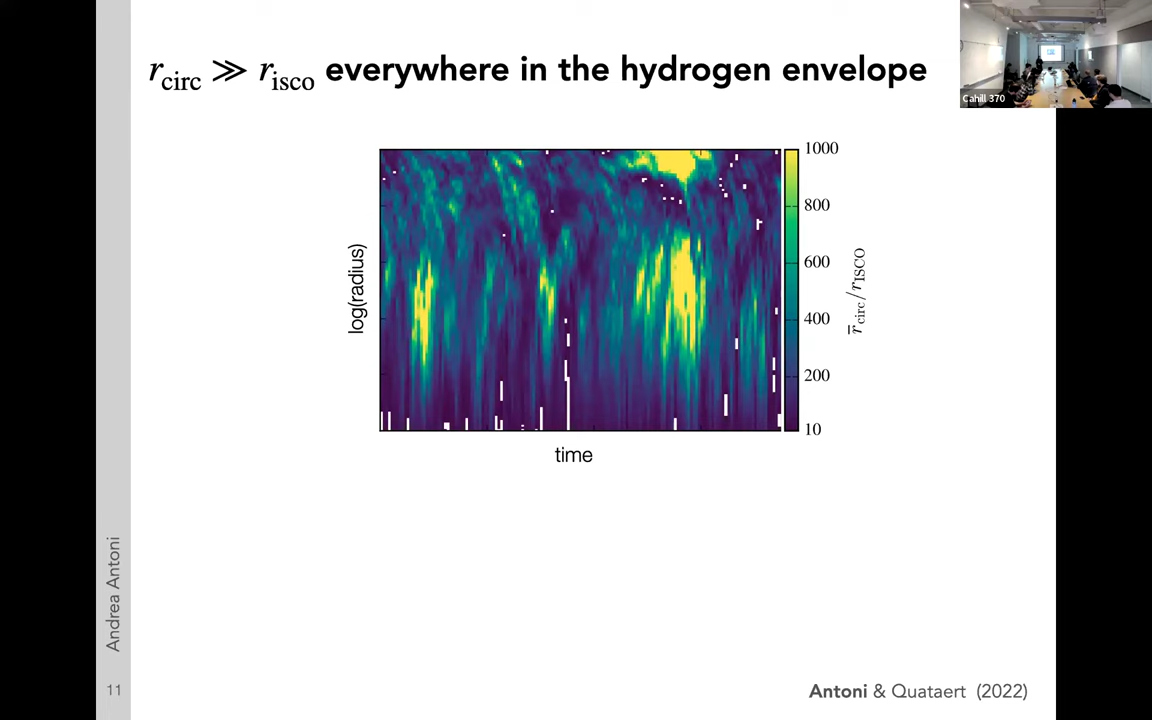 r_circ ≫ r_isco everywhere in the hydrogen envelope
Cahill 370
1000
800
600
400
200
10
r̅_circ/r_ISCO
log(radius)
time
Andrea Antoni
11
Antoni & Quataert (2022)